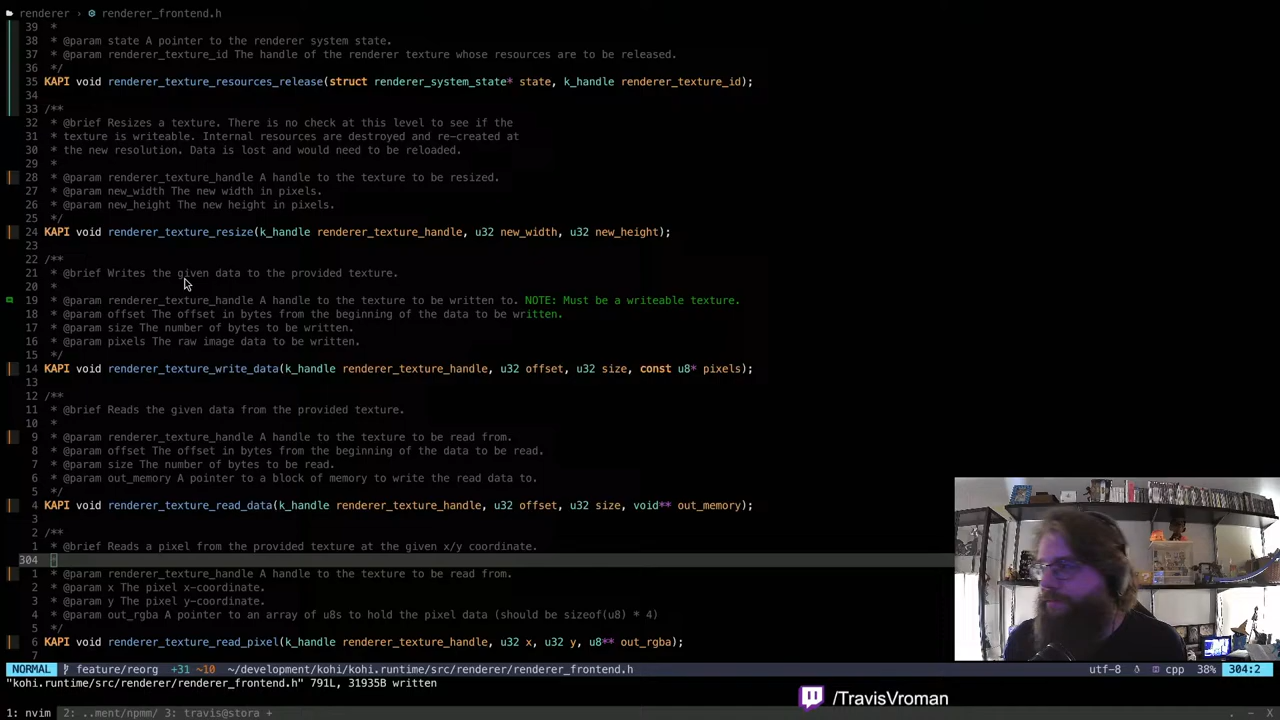 renderer › renderer_frontend.h
39 *
38 * @param state A pointer to the renderer system state.
37 * @param renderer_texture_id The handle of the renderer texture whose resources are to be released.
36 */
35 KAPI void renderer_texture_resources_release(struct renderer_system_state* state, k_handle renderer_texture_id);
34
33 /**
32 * @brief Resizes a texture. There is no check at this level to see if the
31 * texture is writeable. Internal resources are destroyed and re-created at
30 * the new resolution. Data is lost and would need to be reloaded.
29 *
28 * @param renderer_texture_handle A handle to the texture to be resized.
27 * @param new_width The new width in pixels.
26 * @param new_height The new height in pixels.
25 */
24 KAPI void renderer_texture_resize(k_handle renderer_texture_handle, u32 new_width, u32 new_height);
23
22 /**
21 * @brief Writes the given data to the provided texture.
20 *
19 * @param renderer_texture_handle A handle to the texture to be written to. NOTE: Must be a writeable texture.
18 * @param offset The offset in bytes from the beginning of the data to be written.
17 * @param size The number of bytes to be written.
16 * @param pixels The raw image data to be written.
15 */
14 KAPI void renderer_texture_write_data(k_handle renderer_texture_handle, u32 offset, u32 size, const u8* pixels);
13
12 /**
11 * @brief Reads the given data from the provided texture.
10 *
9 * @param renderer_texture_handle A handle to the texture to be read from.
8 * @param offset The offset in bytes from the beginning of the data to be read.
7 * @param size The number of bytes to be read.
6 * @param out_memory A pointer to a block of memory to write the read data to.
5 */
4 KAPI void renderer_texture_read_data(k_handle renderer_texture_handle, u32 offset, u32 size, void** out_memory);
3
2 /**
1 * @brief Reads a pixel from the provided texture at the given x/y coordinate.
304 *
1 * @param renderer_texture_handle A handle to the texture to be read from.
2 * @param x The pixel x-coordinate.
3 * @param y The pixel y-coordinate.
4 * @param out_rgba A pointer to an array of u8s to hold the pixel data (should be sizeof(u8) * 4)
5 */
6 KAPI void renderer_texture_read_pixel(k_handle renderer_texture_handle, u32 x, u32 y, u8** out_rgba);
7
NORMAL feature/reorg +31 ~10 ~/development/kohi/kohi.runtime/src/renderer/renderer_frontend.h utf-8 cpp 38% 304:2
"kohi.runtime/src/renderer/renderer_frontend.h" 791L, 31935B written
/TravisVroman
1: nvim 2: ..ment/npmm/ 3: travis@stora +